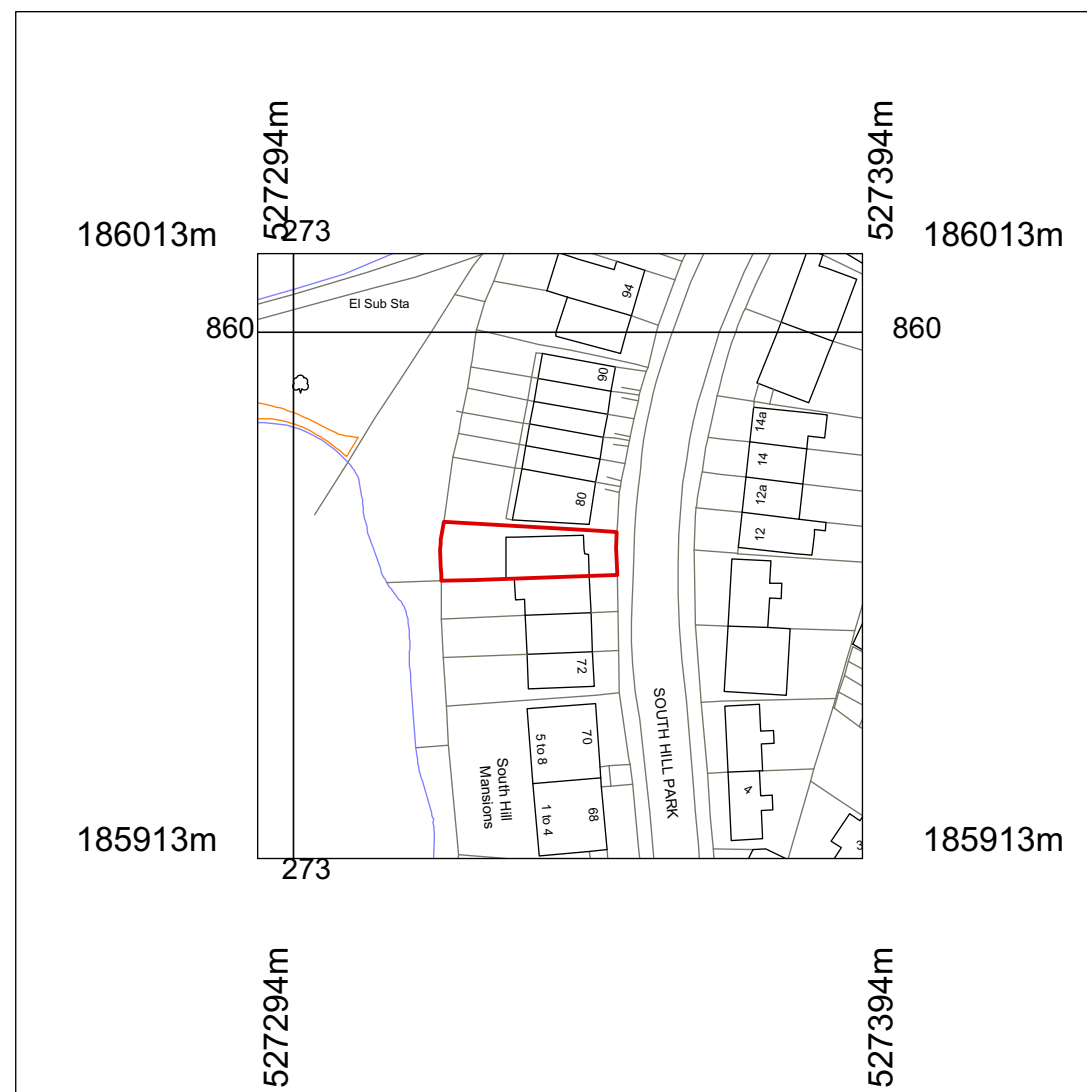 527294m
527394m
186013m
273
186013m
El Sub Sta
94
860
860
90
14a
14
12a
80
12
72
SOUTH HILL PARK
70
5 to 8
South Hill
Mansions
4
1 to 4
68
3
185913m
185913m
273
527294m
527394m